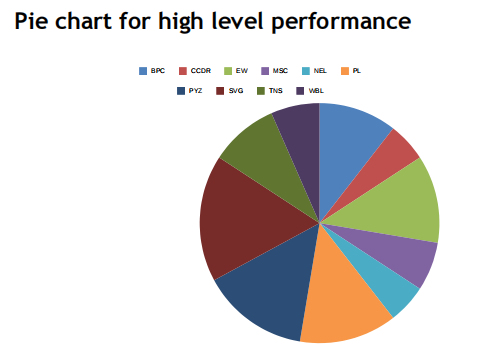 Pie chart for high level performance
BPC CCDR EW MSC NEL PL
PYZ SVG TNS WBL